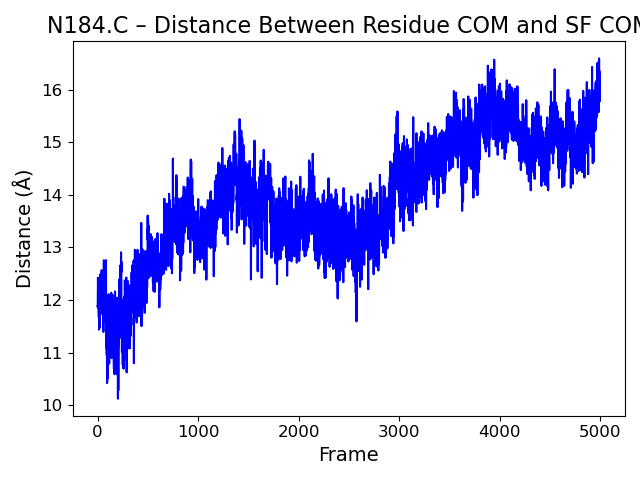 N184.C – Distance Between Residue COM and SF COM
16
15
14
13
12
11
10
Distance (Å)
0 1000 2000 3000 4000 5000
Frame